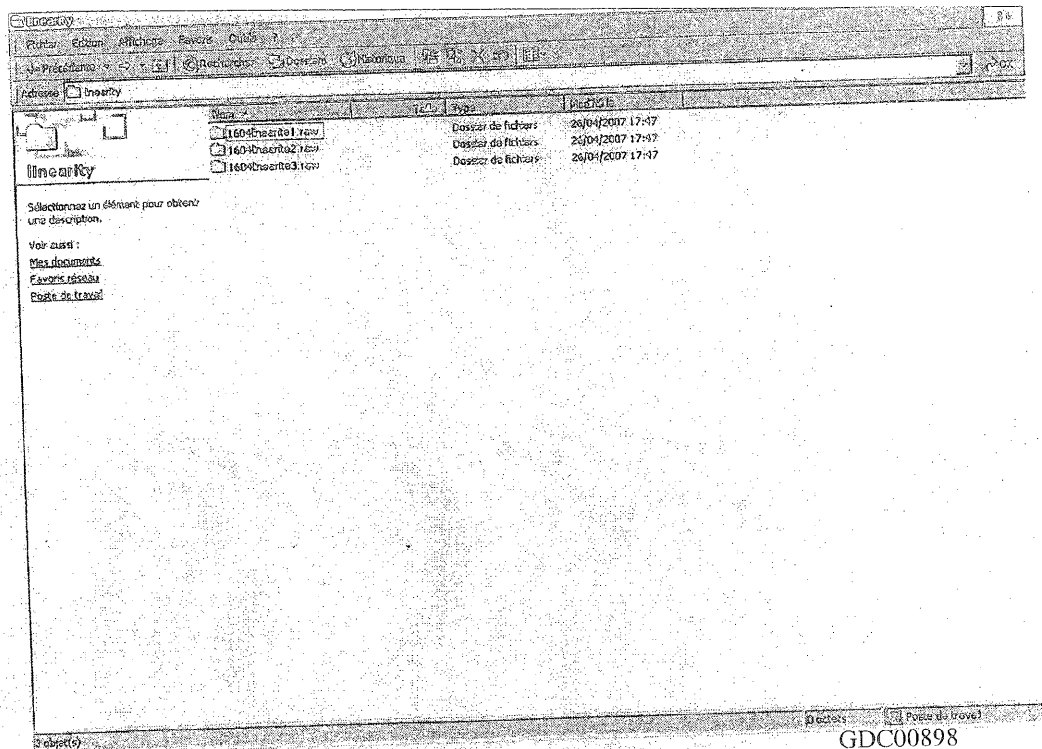 linearity
Fichier Edition Affichage Favoris Outils ?
Précédente Recherche Dossiers Historique
Adresse linearity OK
Nom Type Modifié le
1604linearite1.raw Dossier de fichiers 26/04/2007 17:47
1604linearite2.raw Dossier de fichiers 26/04/2007 17:47
1604linearite3.raw Dossier de fichiers 26/04/2007 17:47
linearity
Sélectionnez un élément pour obtenir
une description.
Voir aussi :
Mes documents
Favoris réseau
Poste de travail
3 objet(s) 0 octets Poste de travail
GDC00898